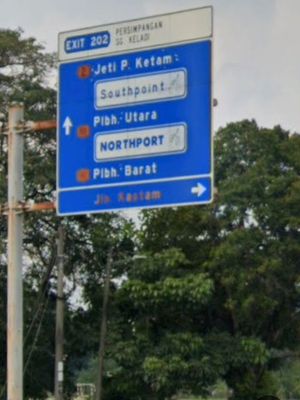 EXIT 202 PERSIMPANGAN
SG. KELADI
Jeti P. Ketam
Southpoint
Plbh. Utara
NORTHPORT
Plbh. Barat
Jln. Kastam